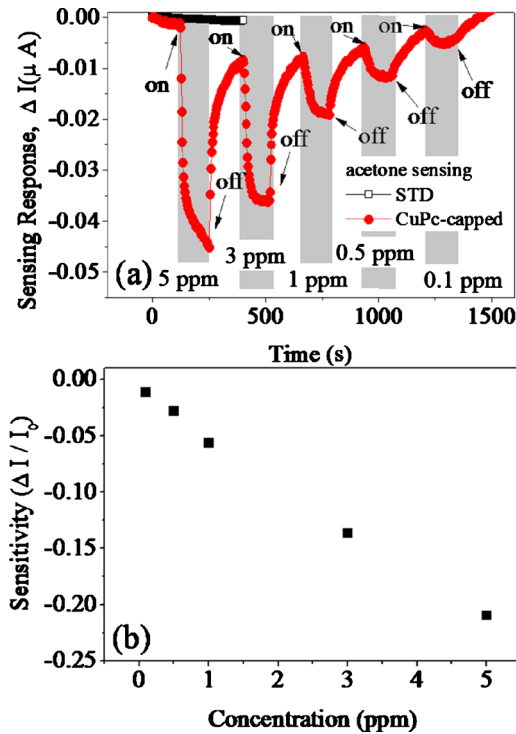 0.00
-0.01
-0.02
-0.03
-0.04
-0.05
Sensing Response, Δ I(μ A)
on
on
on
on
on
off
off
off
off
off
acetone sensing
STD
CuPc-capped
(a)
5 ppm
3 ppm
1 ppm
0.5 ppm
0.1 ppm
0
500
1000
1500
Time (s)
0.00
-0.05
-0.10
-0.15
-0.20
-0.25
Sensitivity (Δ I / I₀)
(b)
0
1
2
3
4
5
Concentration (ppm)